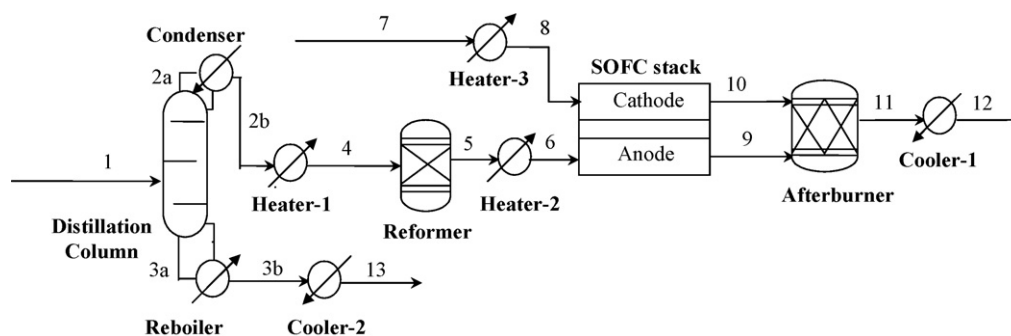 7
8
Condenser
2a
Heater-3
SOFC stack
Cathode
Anode
10
9
11
12
Cooler-1
Afterburner
2b
1
4
5
6
Heater-1
Reformer
Heater-2
Distillation
Column
3a
3b
13
Reboiler
Cooler-2